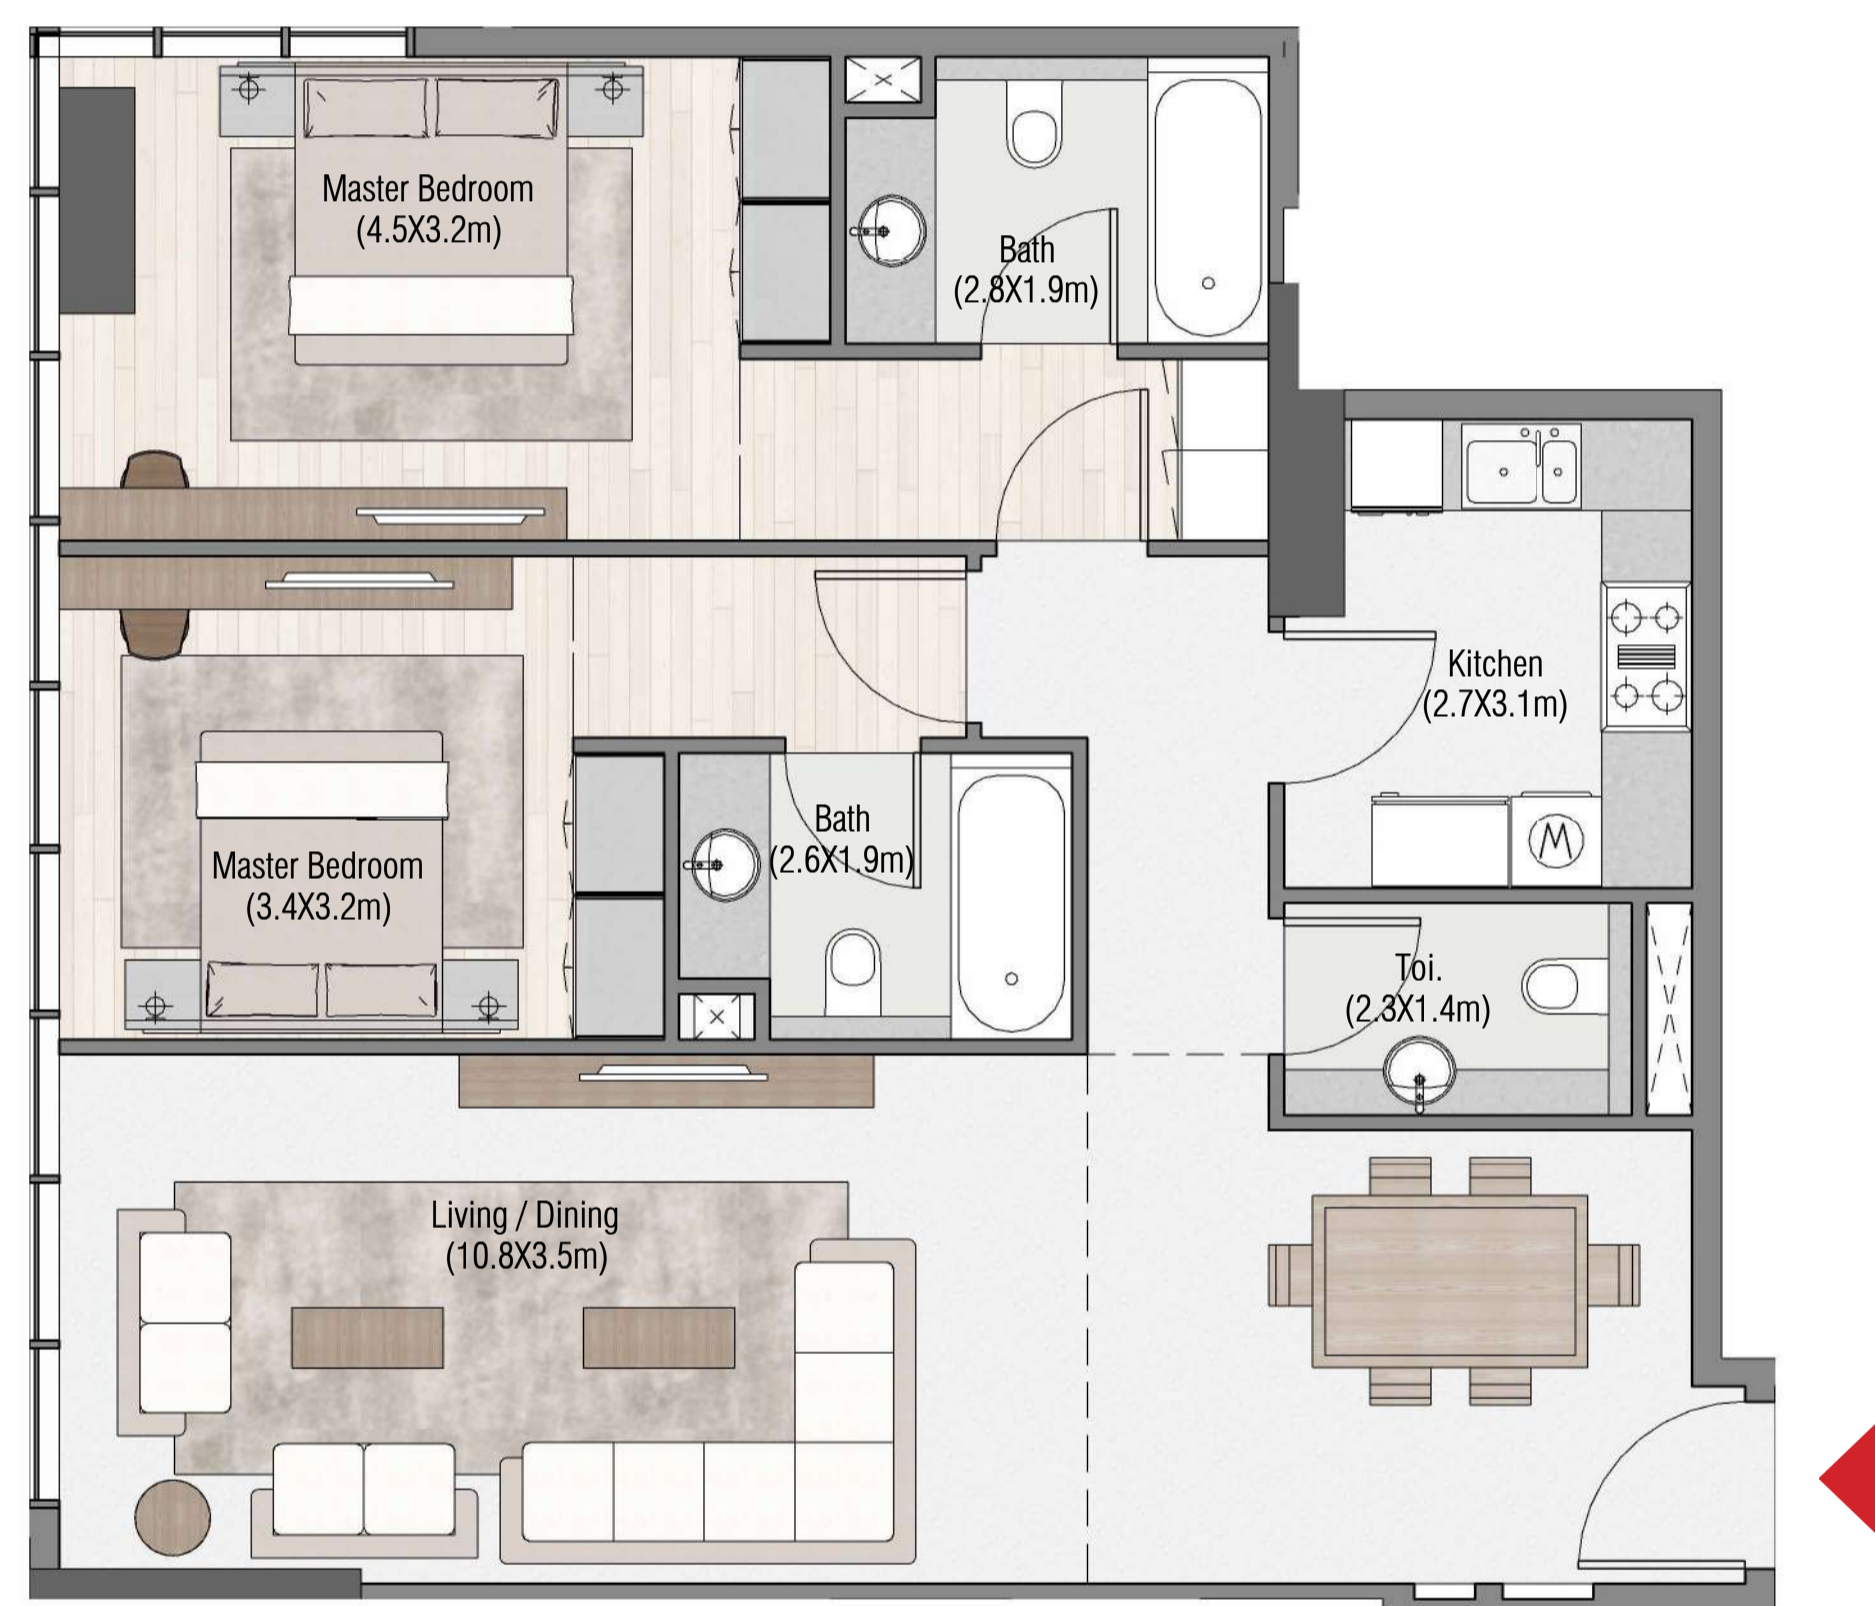 Master Bedroom
(4.5X3.2m)
Bath
(2.8X1.9m)
Kitchen
(2.7X3.1m)
Bath
(2.6X1.9m)
Master Bedroom
(3.4X3.2m)
M
Toi.
(2.3X1.4m)
Living / Dining
(10.8X3.5m)